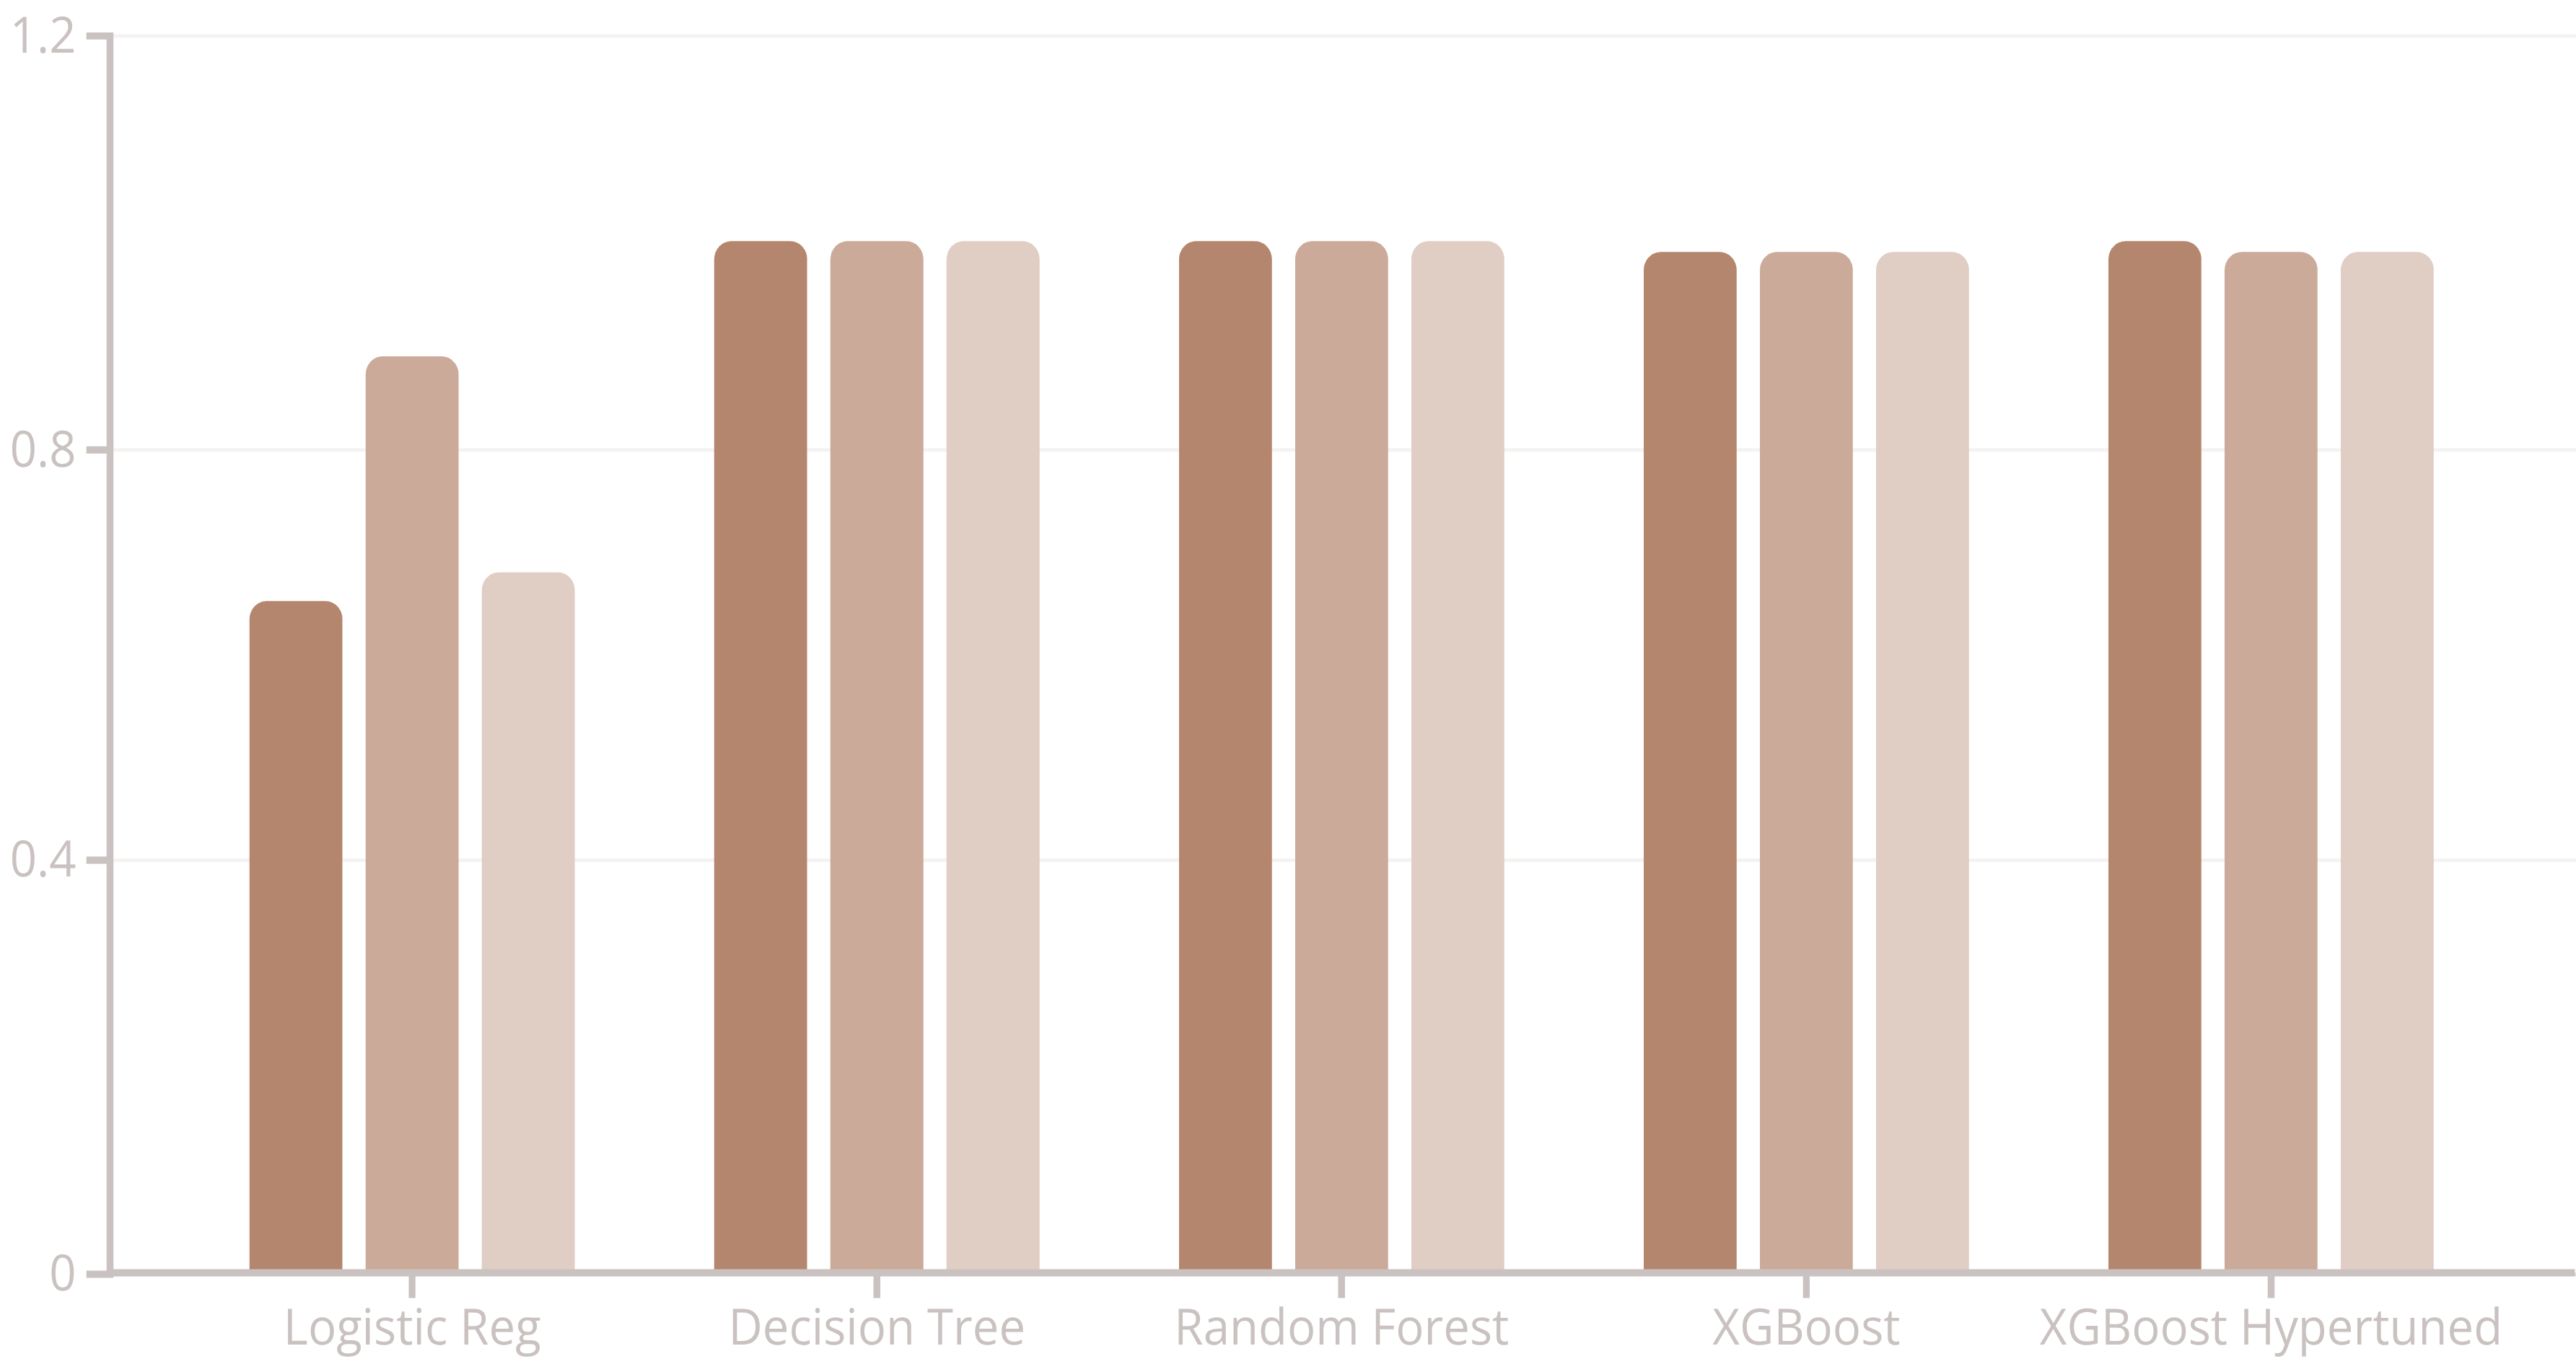 1.2
0.8
0.4
0
Logistic Reg
Decision Tree
Random Forest
XGBoost
XGBoost Hypertuned